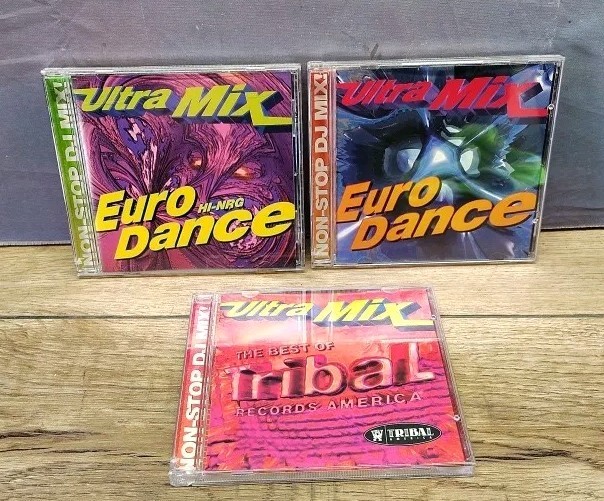 NON-STOP DJ MIX!
Ultra Mix
Euro
HI-NRG
Dance
NON-STOP DJ MIX!
Ultra Mix
Euro
Dance
NON-STOP DJ MIX!
Ultra Mix
THE BEST OF
TribaL
RECORDS AMERICA
TRIBAL
AMERICA